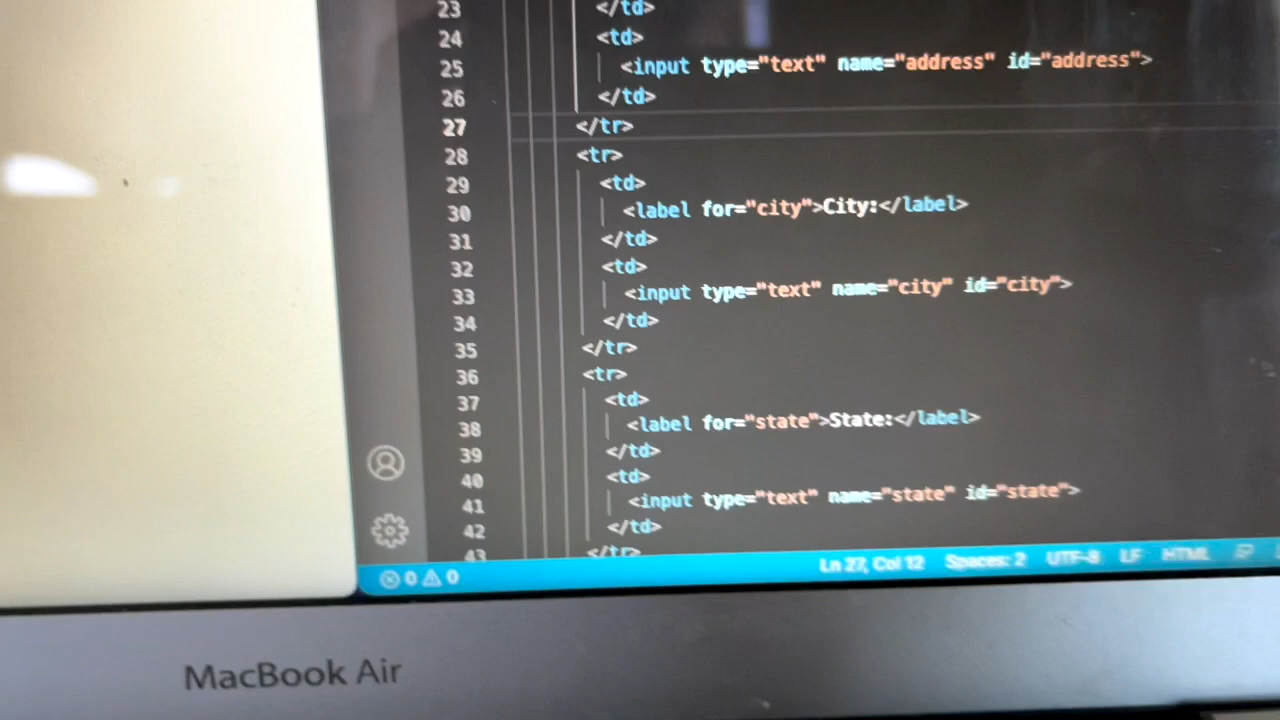 23 </td>
24 <td>
25 <input type="text" name="address" id="address">
26 </td>
27 </tr>
28 <tr>
29 <td>
30 <label for="city">City:</label>
31 </td>
32 <td>
33 <input type="text" name="city" id="city">
34 </td>
35 </tr>
36 <tr>
37 <td>
38 <label for="state">State:</label>
39 </td>
40 <td>
41 <input type="text" name="state" id="state">
42 </td>
43 </tr>
0 0 Ln 27, Col 12 Spaces: 2 UTF-8 LF HTML
MacBook Air